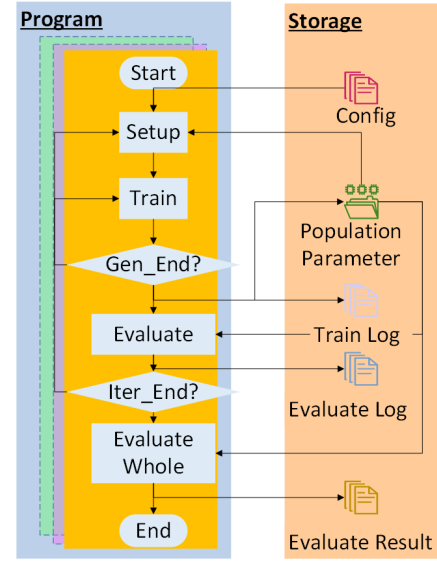 Program
Storage
Start
Config
Setup
Train
Population
Parameter
Gen_End?
Train Log
Evaluate
Evaluate Log
Iter_End?
Evaluate
Whole
Evaluate Result
End